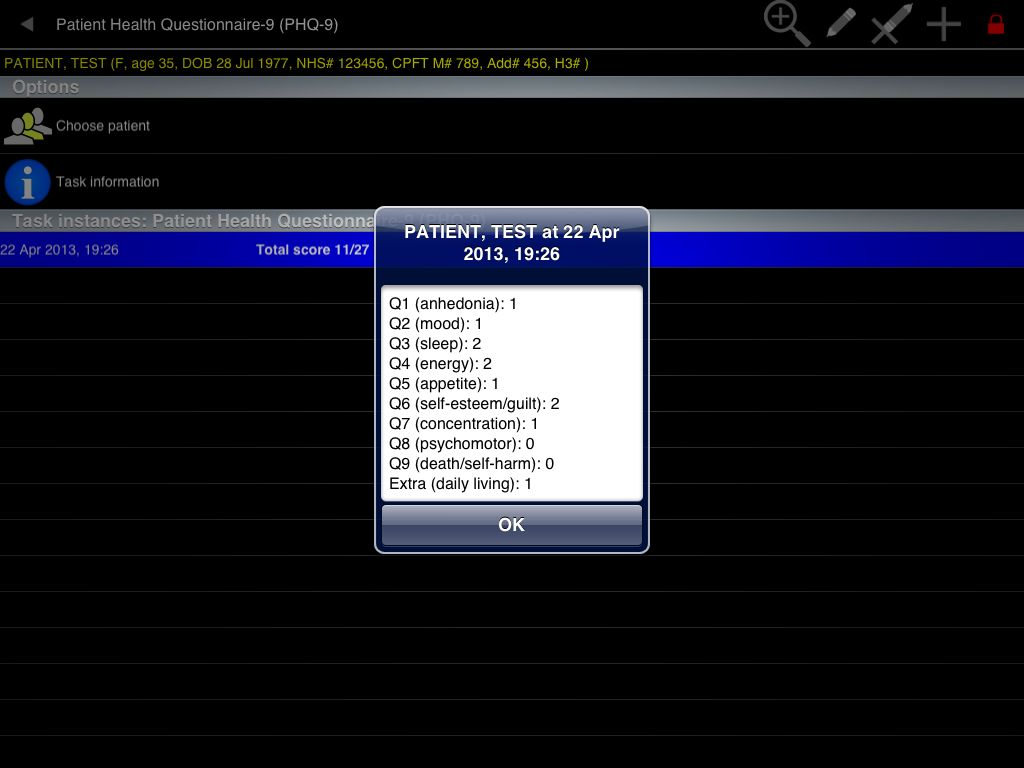 Patient Health Questionnaire-9 (PHQ-9)
PATIENT, TEST (F, age 35, DOB 28 Jul 1977, NHS# 123456, CPFT M# 789, Add# 456, H3# )
Options
Choose patient
Task information
Task instances: Patient Health Questionnaire-9 (PHQ-9)
22 Apr 2013, 19:26 Total score 11/27
PATIENT, TEST at 22 Apr
2013, 19:26
Q1 (anhedonia): 1
Q2 (mood): 1
Q3 (sleep): 2
Q4 (energy): 2
Q5 (appetite): 1
Q6 (self-esteem/guilt): 2
Q7 (concentration): 1
Q8 (psychomotor): 0
Q9 (death/self-harm): 0
Extra (daily living): 1
OK